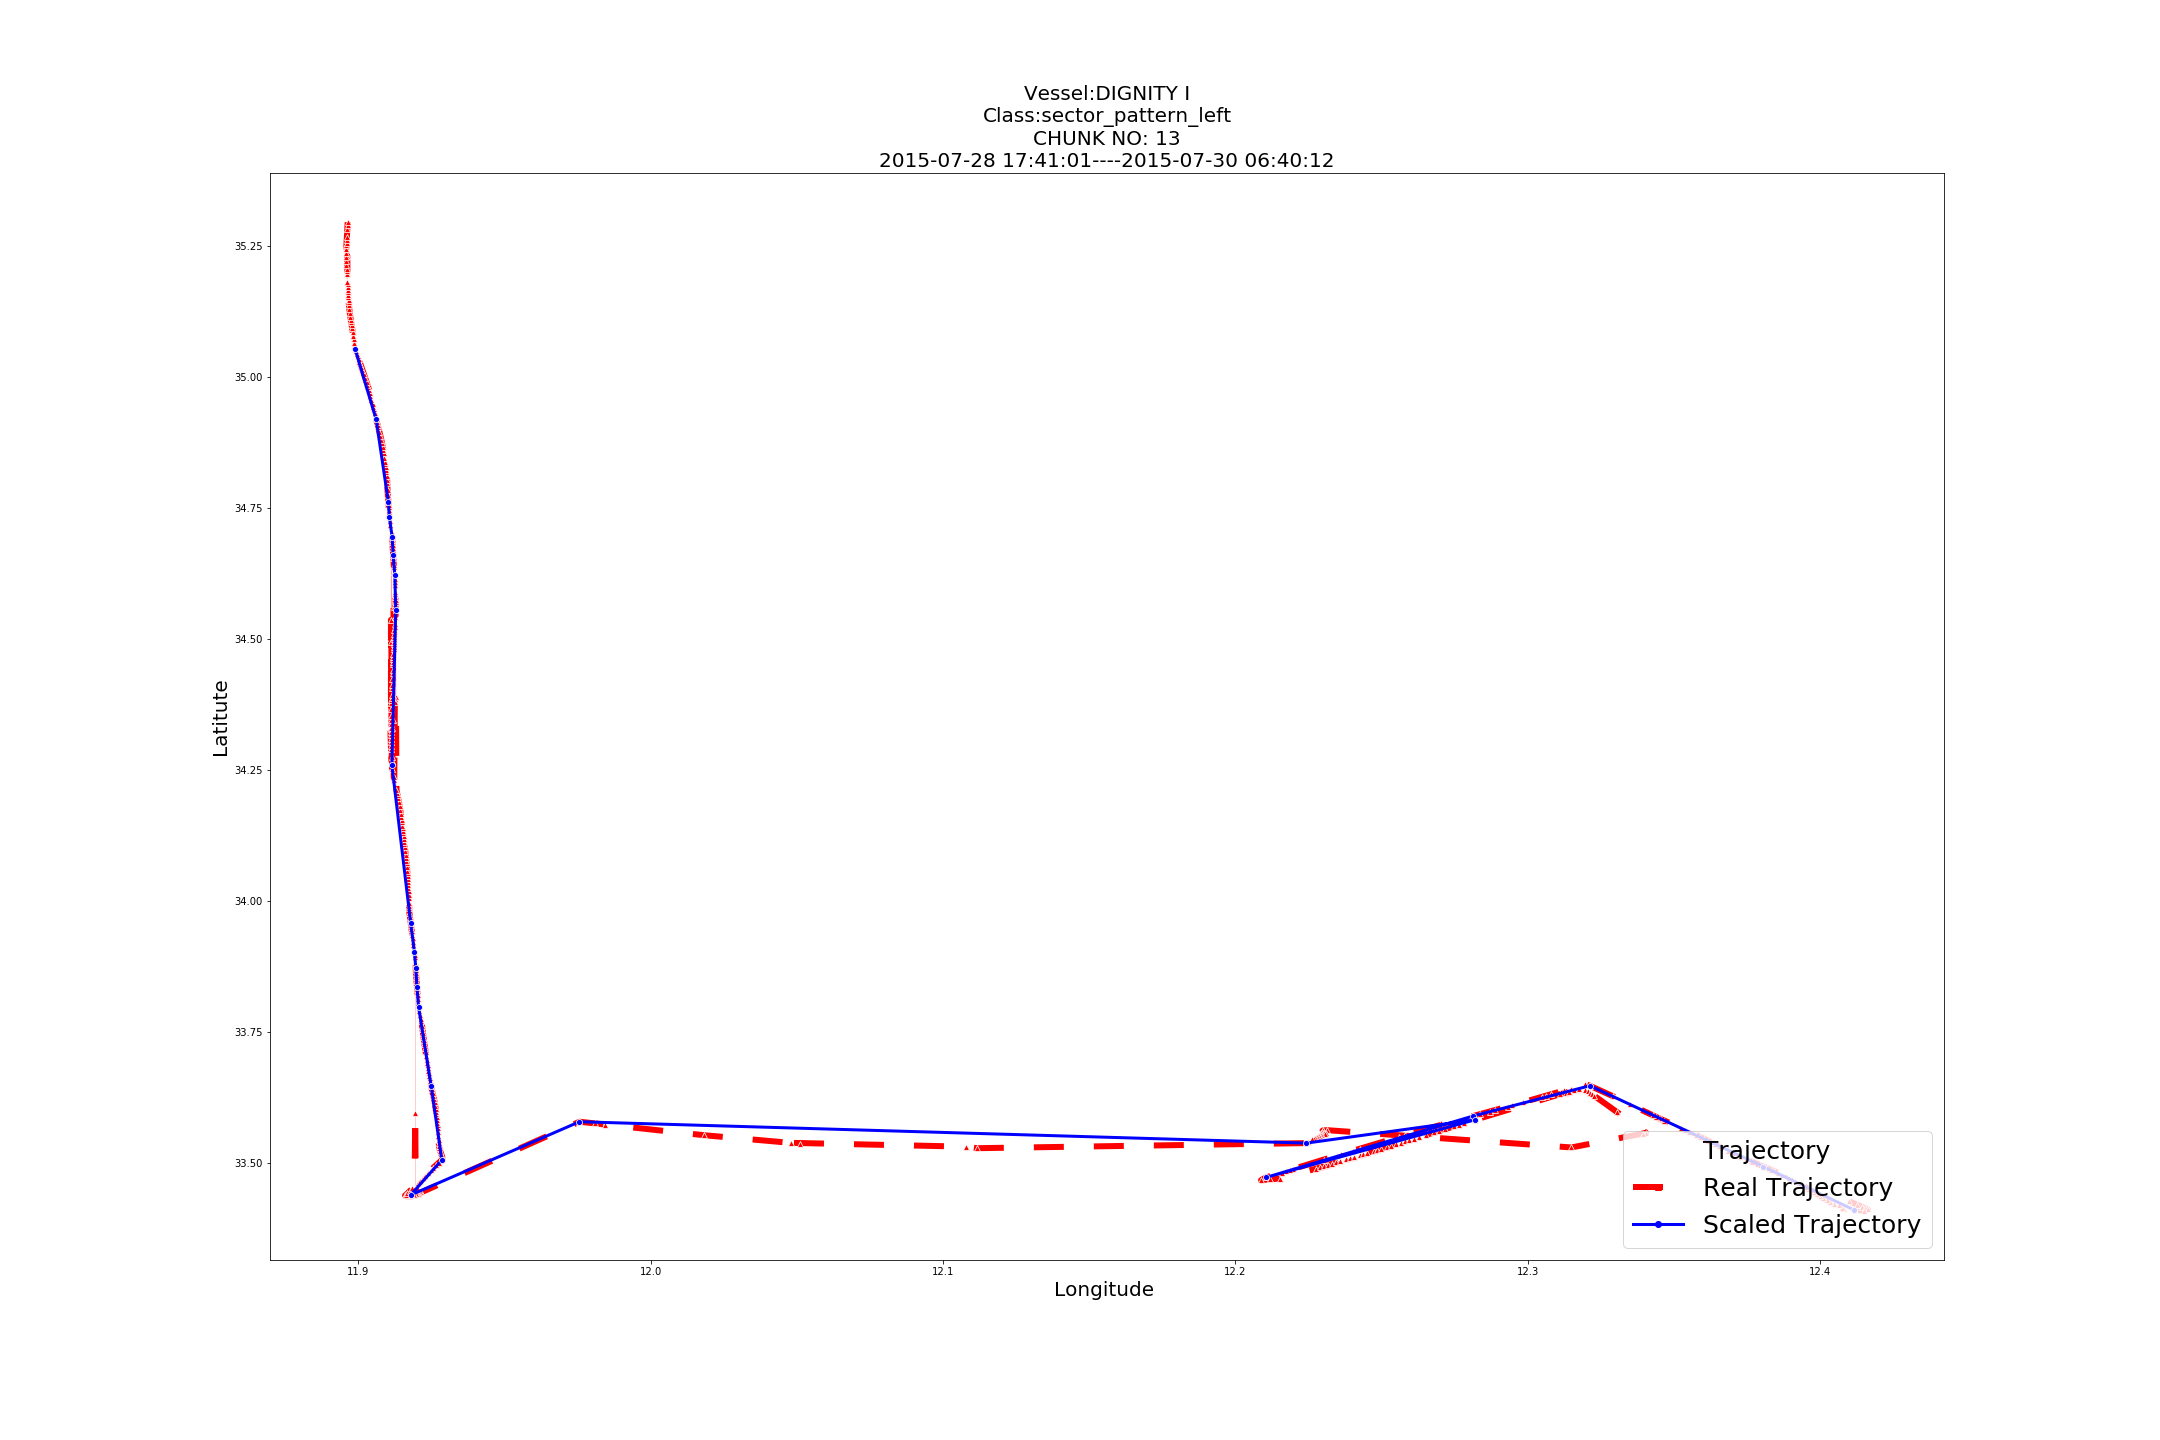 Vessel:DIGNITY I
Class:sector_pattern_left
CHUNK NO: 13
2015-07-28 17:41:01----2015-07-30 06:40:12
35.25
35.00
34.75
34.50
34.25
34.00
33.75
33.50
Latitute
11.9
12.0
12.1
12.2
12.3
12.4
Longitude
Trajectory
Real Trajectory
Scaled Trajectory